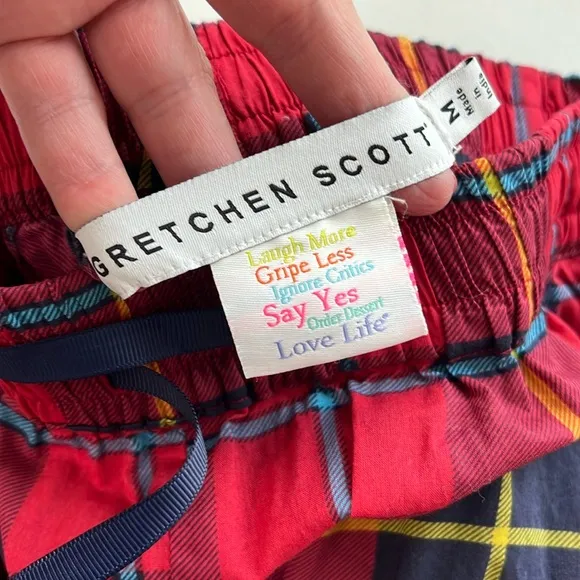 GRETCHEN SCOTT
M
Made
in
India
Laugh More
Gripe Less
Ignore Critics
Say Yes
Order Dessert
Love Life®